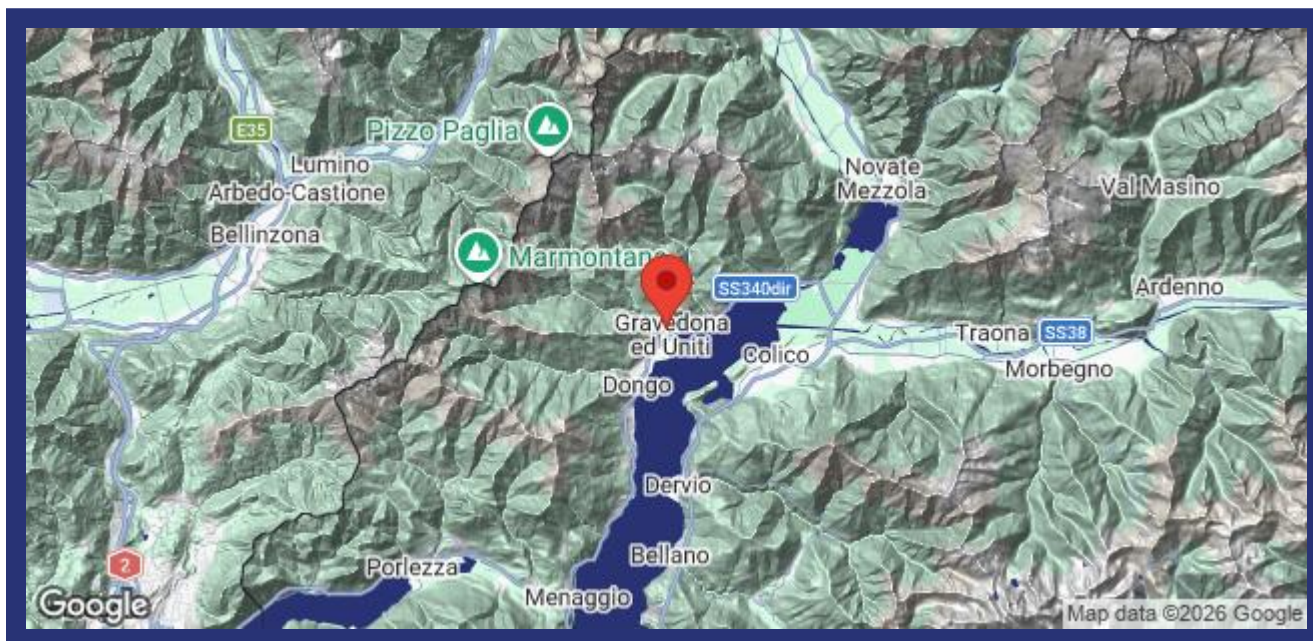 E35
Pizzo Paglia
Lumino
Arbedo-Castione
Bellinzona
Novate
Mezzola
Val Masino
Marmontana
SS340dir
Ardenno
Gravedona
ed Uniti
Traona
SS38
Colico
Morbegno
Dongo
Dervio
Bellano
2
Porlezza
Menaggio
Google
Map data ©2026 Google